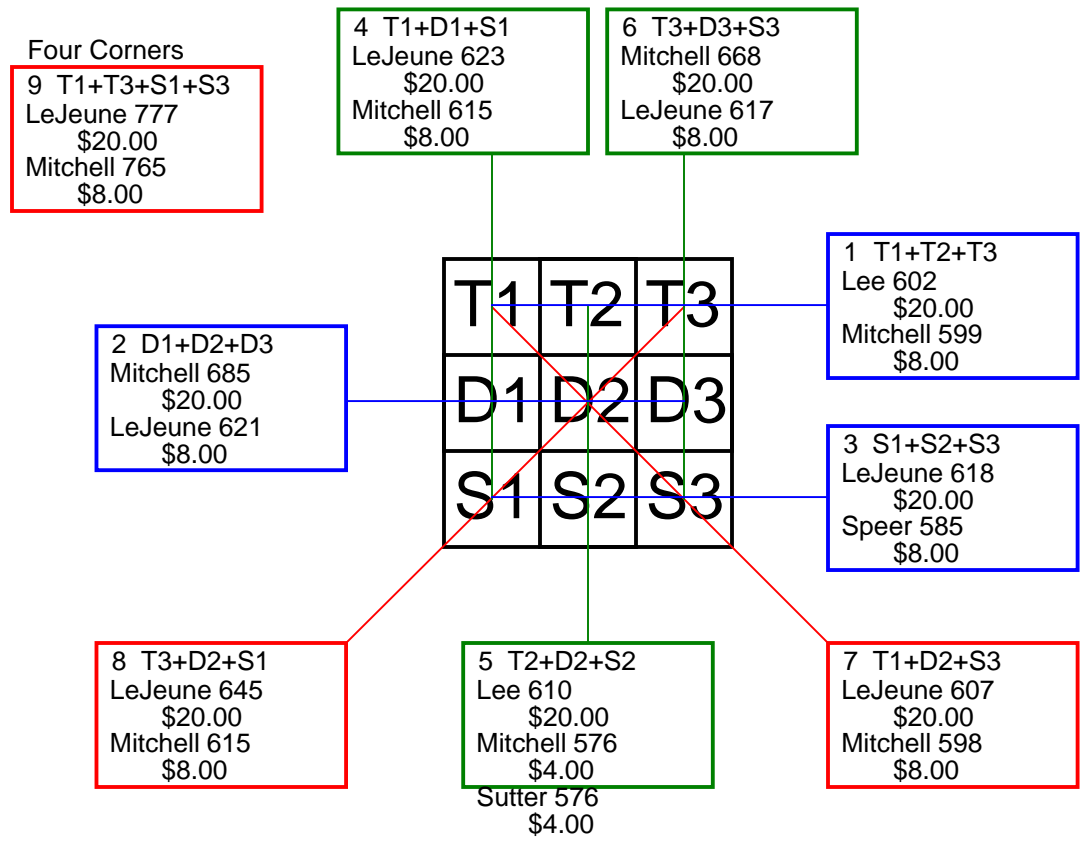 Four Corners
9 T1+T3+S1+S3
LeJeune 777
$20.00
Mitchell 765
$8.00
4 T1+D1+S1
LeJeune 623
$20.00
Mitchell 615
$8.00
6 T3+D3+S3
Mitchell 668
$20.00
LeJeune 617
$8.00
1 T1+T2+T3
Lee 602
$20.00
Mitchell 599
$8.00
2 D1+D2+D3
Mitchell 685
$20.00
LeJeune 621
$8.00
T1 T2 T3
D1 D2 D3
S1 S2 S3
3 S1+S2+S3
LeJeune 618
$20.00
Speer 585
$8.00
8 T3+D2+S1
LeJeune 645
$20.00
Mitchell 615
$8.00
5 T2+D2+S2
Lee 610
$20.00
Mitchell 576
$4.00
Sutter 576
$4.00
7 T1+D2+S3
LeJeune 607
$20.00
Mitchell 598
$8.00